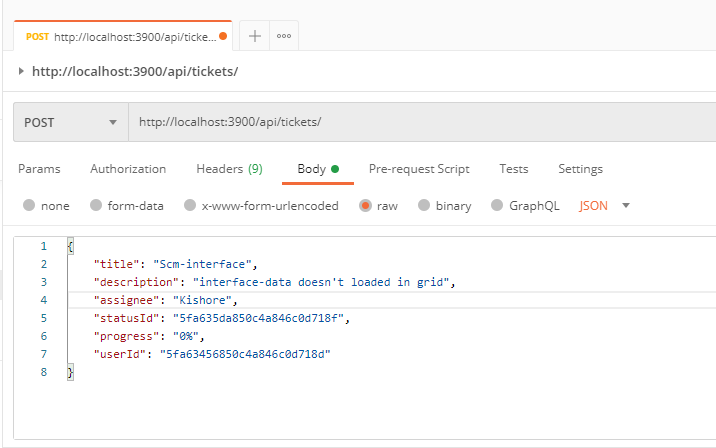 POST http://localhost:3900/api/ticke...
http://localhost:3900/api/tickets/
POST http://localhost:3900/api/tickets/
Params Authorization Headers (9) Body Pre-request Script Tests Settings
none form-data x-www-form-urlencoded raw binary GraphQL JSON
1 {
2 "title": "Scm-interface",
3 "description": "interface-data doesn't loaded in grid",
4 "assignee": "Kishore",
5 "statusId": "5fa635da850c4a846c0d718f",
6 "progress": "0%",
7 "userId": "5fa63456850c4a846c0d718d"
8 }